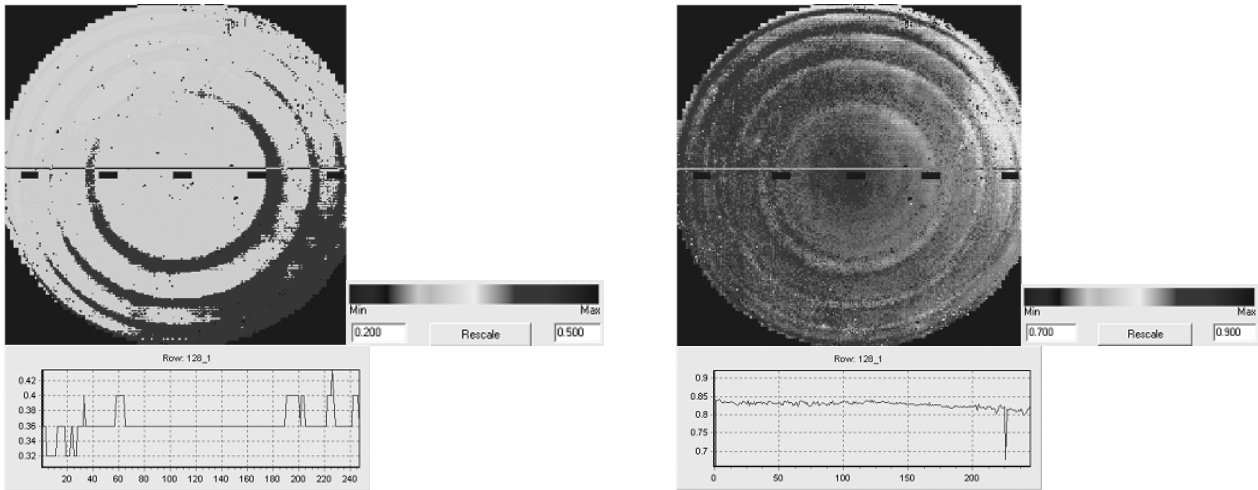 Min Max
0.200 Rescale 0.500
Row: 128_1
0.42
0.4
0.38
0.36
0.34
0.32
20 40 60 80 100 120 140 160 180 200 220 240
Min Max
0.700 Rescale 0.900
Row: 128_1
0.9
0.85
0.8
0.7
0 50 100 150 200